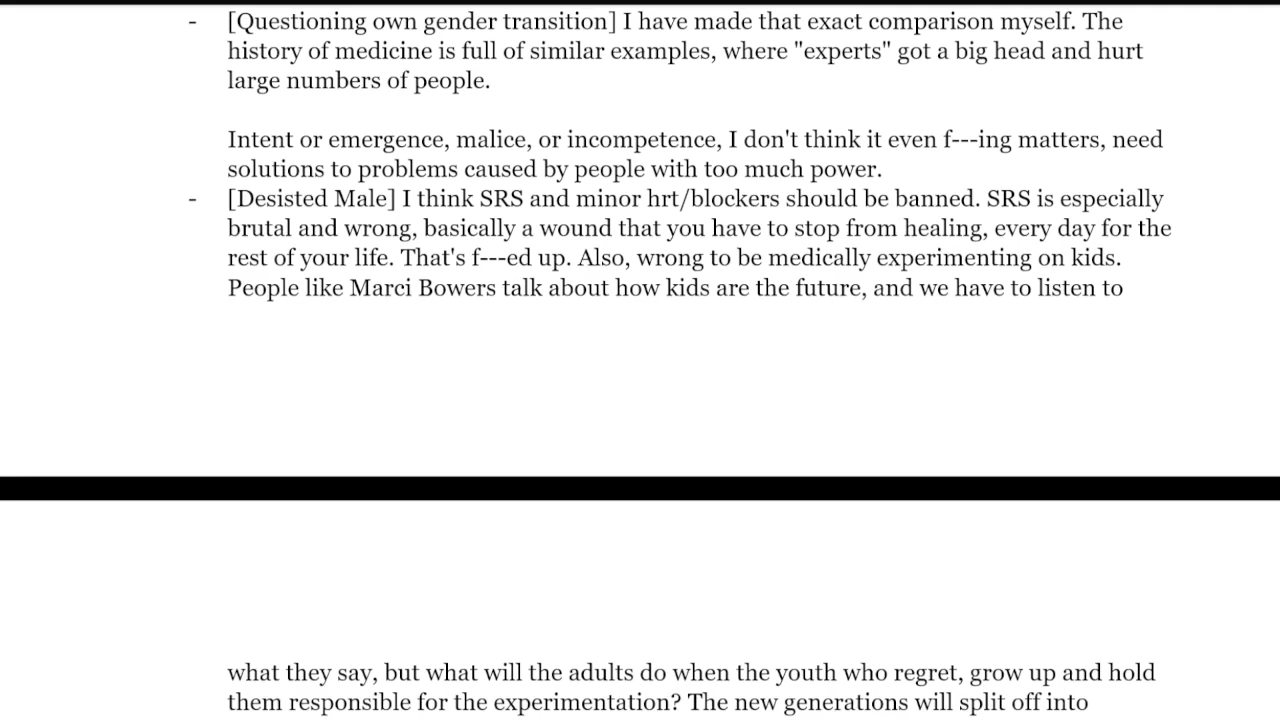 - [Questioning own gender transition] I have made that exact comparison myself. The
history of medicine is full of similar examples, where "experts" got a big head and hurt
large numbers of people.
Intent or emergence, malice, or incompetence, I don't think it even f---ing matters, need
solutions to problems caused by people with too much power.
- [Desisted Male] I think SRS and minor hrt/blockers should be banned. SRS is especially
brutal and wrong, basically a wound that you have to stop from healing, every day for the
rest of your life. That's f---ed up. Also, wrong to be medically experimenting on kids.
People like Marci Bowers talk about how kids are the future, and we have to listen to
what they say, but what will the adults do when the youth who regret, grow up and hold
them responsible for the experimentation? The new generations will split off into